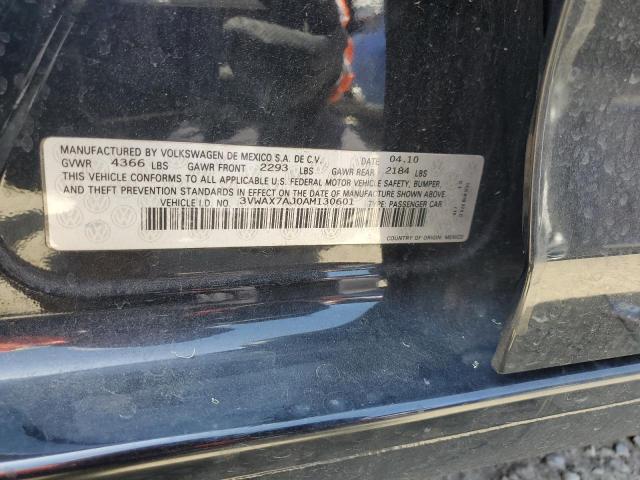 MANUFACTURED BY VOLKSWAGEN DE MEXICO S.A. DE C.V. DATE 04.10
GVWR 4366 LBS GAWR FRONT 2293 LBS GAWR REAR 2184 LBS
THIS VEHICLE CONFORMS TO ALL APPLICABLE U.S. FEDERAL MOTOR VEHICLE SAFETY, BUMPER,
AND THEFT PREVENTION STANDARDS IN EFFECT ON THE DATE OF MANUFACTURE SHOWN ABOVE.
VEHICLE I.D. NO. 3VWAX7AJ0AM130601 TYPE: PASSENGER CAR
COUNTRY OF ORIGIN: MEXICO